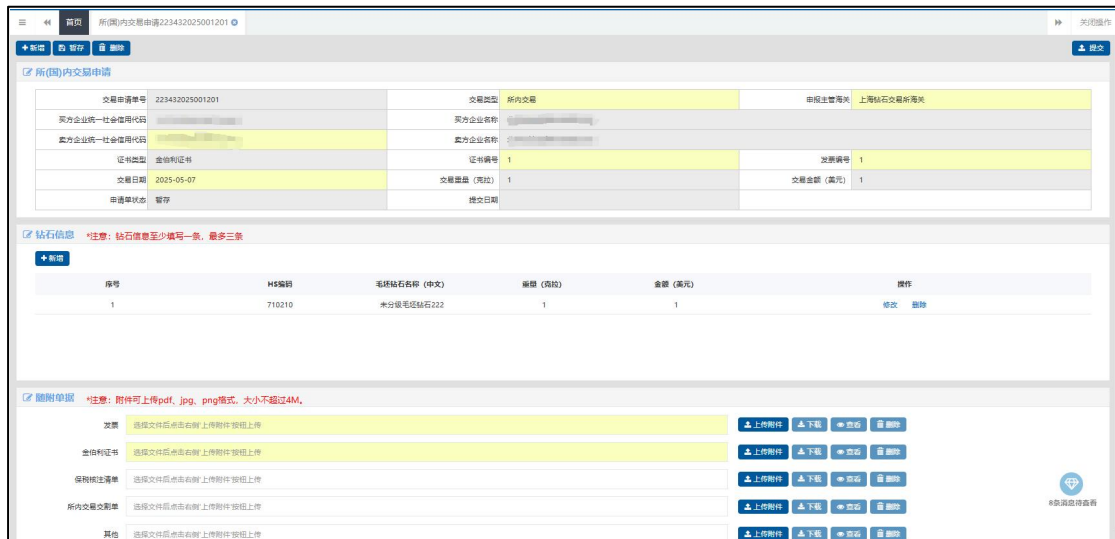 首页 所(国)内交易申请223432025001201 关闭操作
新增 暂存 删除 提交
所(国)内交易申请
交易申请单号 223432025001201 交易类型 所内交易 申报主管海关 上海钻石交易所海关
买方企业统一社会信用代码 买方企业名称
卖方企业统一社会信用代码 卖方企业名称
证书类型 金伯利证书 证书编号 1 发票编号 1
交易日期 2025-05-07 交易重量（克拉） 1 交易金额（美元） 1
申请单状态 暂存 提交日期
钻石信息 *注意：钻石信息至少填写一条，最多三条
新增
序号 HS编码 毛坯钻石名称（中文） 重量（克拉） 金额（美元） 操作
1 710210 未分级毛坯钻石222 1 1 修改 删除
随附单据 *注意：附件可上传pdf、jpg、png格式，大小不超过4M。
发票 选择文件后点击右侧'上传附件'按钮上传 上传附件 下载 查看 删除
金伯利证书 选择文件后点击右侧'上传附件'按钮上传 上传附件 下载 查看 删除
保税核注清单 选择文件后点击右侧'上传附件'按钮上传 上传附件 下载 查看 删除
所内交易交割单 选择文件后点击右侧'上传附件'按钮上传 上传附件 下载 查看 删除
8条消息待查看
其他 选择文件后点击右侧'上传附件'按钮上传 上传附件 下载 查看 删除